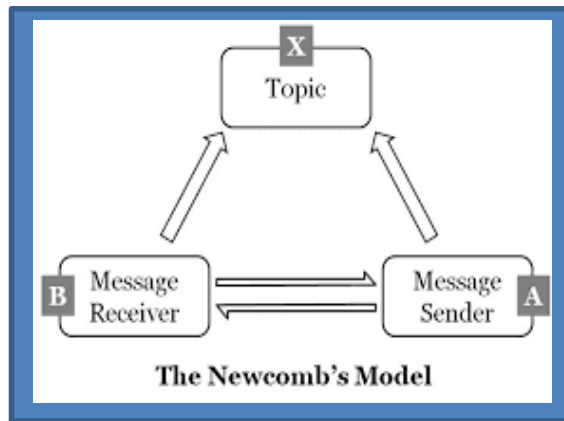 X
Topic
B
Message
Receiver
Message
Sender
A
The Newcomb's Model